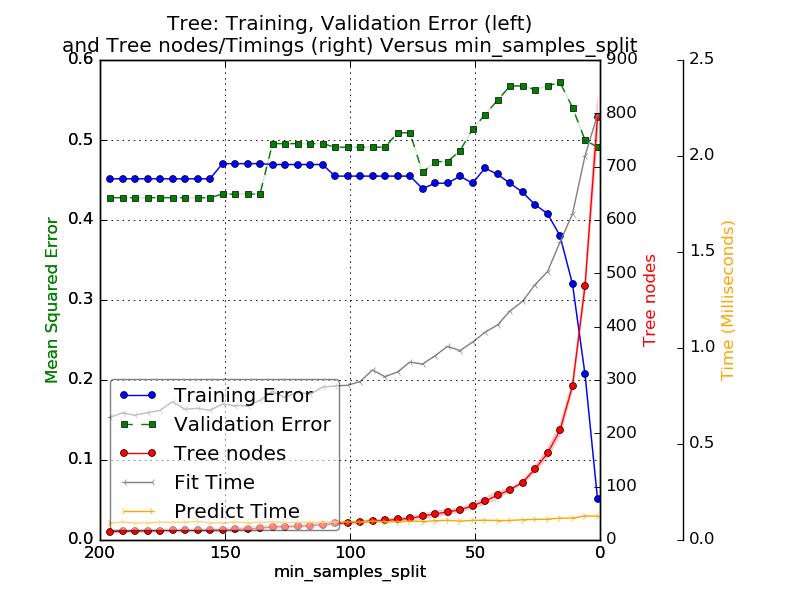 Tree: Training, Validation Error (left)
and Tree nodes/Timings (right) Versus min_samples_split
0.6
0.5
0.4
0.3
0.2
0.1
0.0
Mean Squared Error
200
150
100
50
0
min_samples_split
900
800
700
600
500
400
300
200
100
0
Tree nodes
2.5
2.0
1.5
1.0
0.5
0.0
Time (Milliseconds)
Training Error
Validation Error
Tree nodes
Fit Time
Predict Time